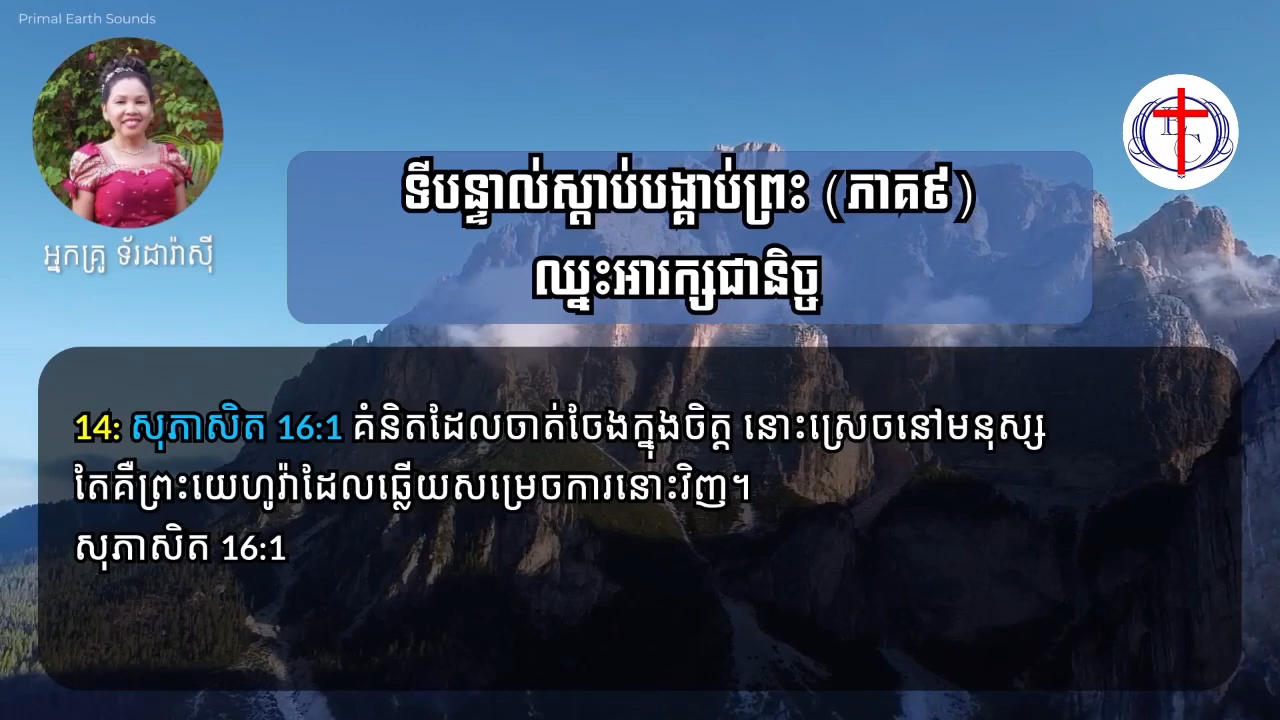 Primal Earth Sounds
ទីបន្ទាល់ស្ដាប់បង្គាប់ព្រះ (ភាគ៩)
ឈ្នះអារក្សជានិច្ច
អ្នកគ្រូ ទ័រដារ៉ាស៊ី
14: សុភាសិត 16:1 គំនិតដែលចាត់ចែងក្នុងចិត្ត នោះស្រេចនៅមនុស្ស
តែគឺព្រះយេហូវ៉ាដែលឆ្លើយសម្រេចការនោះវិញ។
សុភាសិត 16:1